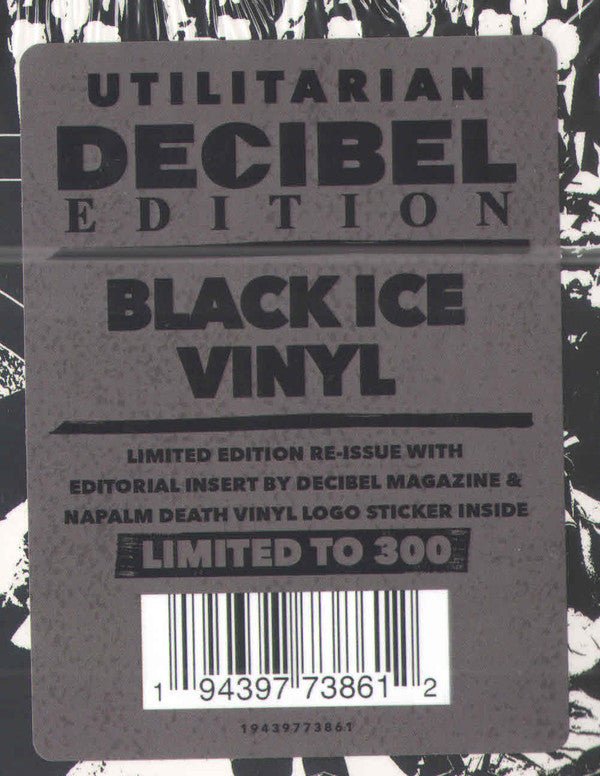 UTILITARIAN
DECIBEL
EDITION
BLACK ICE
VINYL
LIMITED EDITION RE-ISSUE WITH
EDITORIAL INSERT BY DECIBEL MAGAZINE &
NAPALM DEATH VINYL LOGO STICKER INSIDE
LIMITED TO 300
1 94397 73861 2
19439773861